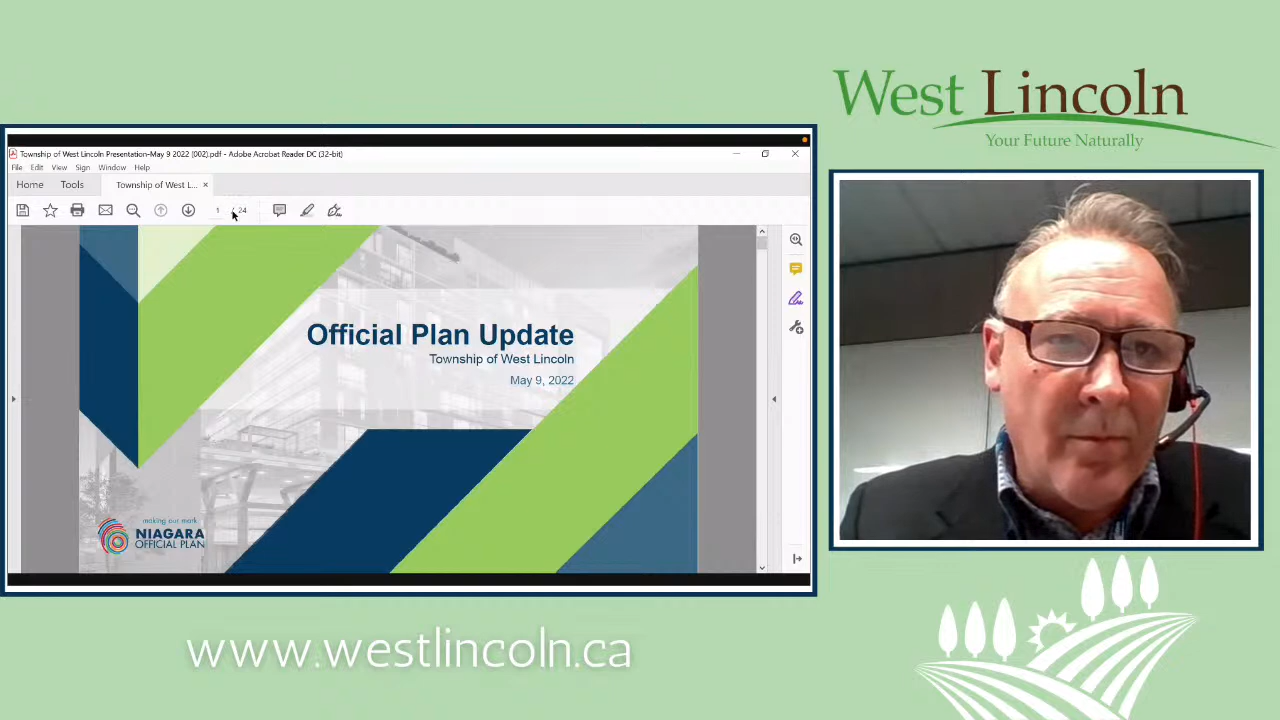 West Lincoln
Your Future Naturally
Township of West Lincoln Presentation-May 9 2022 (002).pdf - Adobe Acrobat Reader DC (32-bit)
File Edit View Sign Window Help
Home Tools Township of West L... ×
1 / 24
Official Plan Update
Township of West Lincoln
May 9, 2022
making our mark
NIAGARA
OFFICIAL PLAN
www.westlincoln.ca